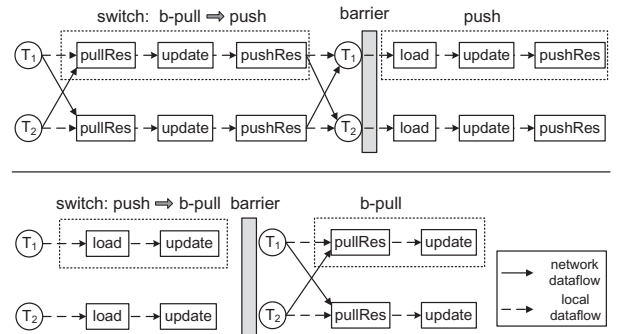 switch: b-pull ⇒ push barrier push
T1 pullRes update pushRes T1 load update pushRes
T2 pullRes update pushRes T2 load update pushRes
switch: push ⇒ b-pull barrier b-pull
T1 load update T1 pullRes update
T2 load update T2 pullRes update
network
dataflow
local
dataflow